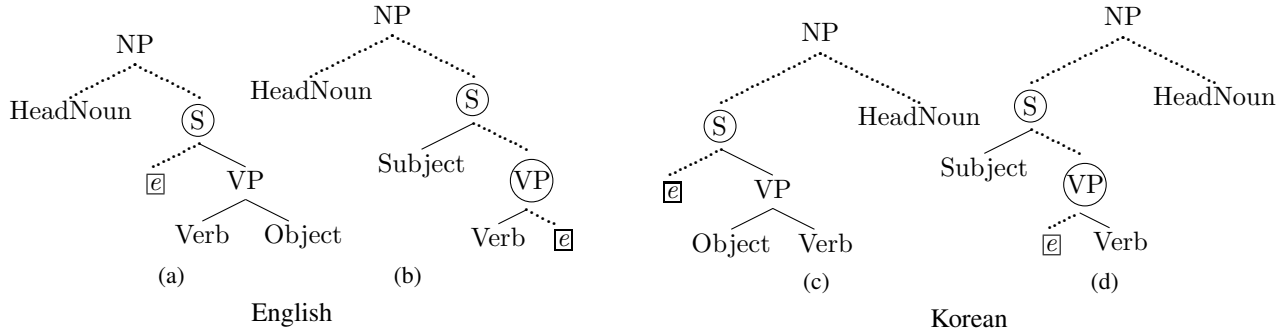 NP
HeadNoun
S
e
VP
Verb
Object
(a)
NP
HeadNoun
S
Subject
VP
Verb
e
(b)
English
NP
S
HeadNoun
e
VP
Object
Verb
(c)
NP
S
HeadNoun
Subject
VP
e
Verb
(d)
Korean